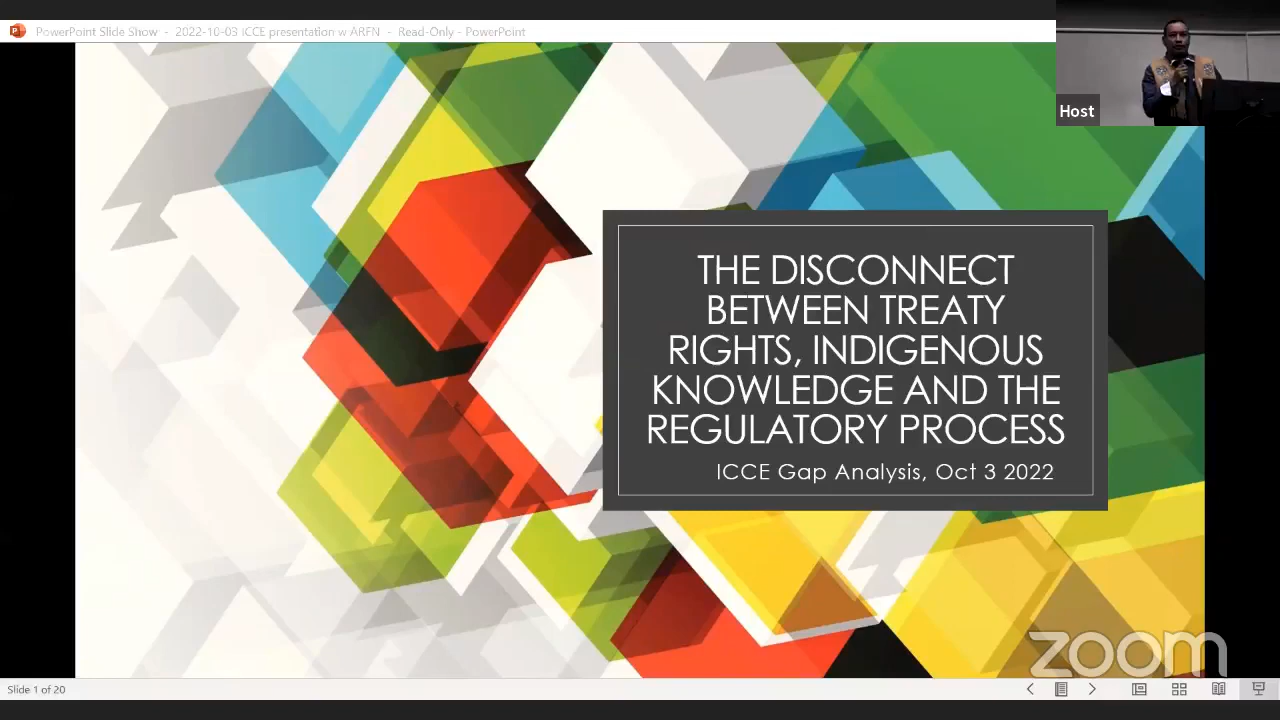 PowerPoint Slide Show - 2022-10-03 ICCE presentation w ARFN - Read-Only - PowerPoint
Host
THE DISCONNECT
BETWEEN TREATY
RIGHTS, INDIGENOUS
KNOWLEDGE AND THE
REGULATORY PROCESS
ICCE Gap Analysis, Oct 3 2022
zoom
Slide 1 of 20